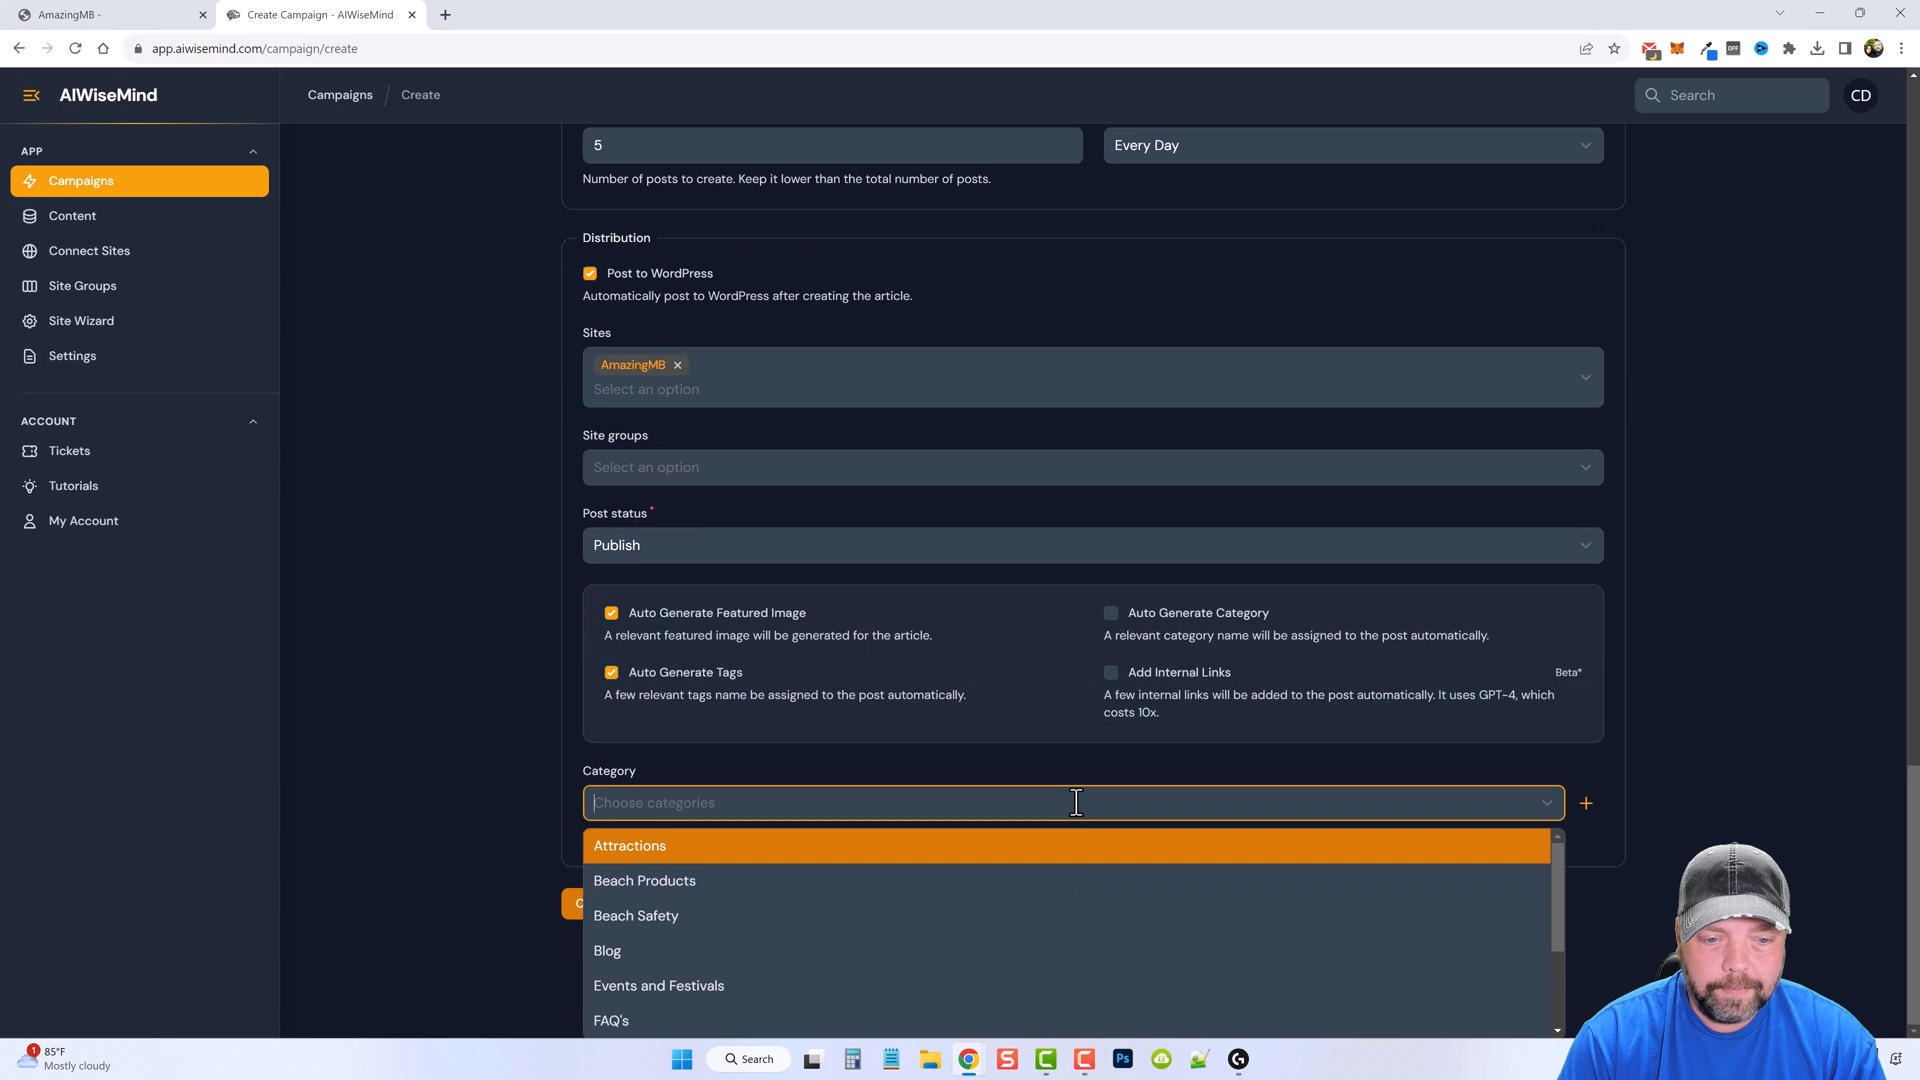 AmazingMB -
Create Campaign - AIWiseMind
app.aiwisemind.com/campaign/create
AIWiseMind
Campaigns / Create
Search
CD
APP
Campaigns
Content
Connect Sites
Site Groups
Site Wizard
Settings
ACCOUNT
Tickets
Tutorials
My Account
5
Every Day
Number of posts to create. Keep it lower than the total number of posts.
Distribution
Post to WordPress
Automatically post to WordPress after creating the article.
Sites
AmazingMB
Select an option
Site groups
Select an option
Post status*
Publish
Auto Generate Featured Image
A relevant featured image will be generated for the article.
Auto Generate Category
A relevant category name will be assigned to the post automatically.
Auto Generate Tags
A few relevant tags name be assigned to the post automatically.
Add Internal Links
Beta*
A few internal links will be added to the post automatically. It uses GPT-4, which
costs 10x.
Category
Choose categories
Attractions
Beach Products
Beach Safety
Blog
Events and Festivals
FAQ's
1
85°F
Mostly cloudy
Search
OFF
Ps